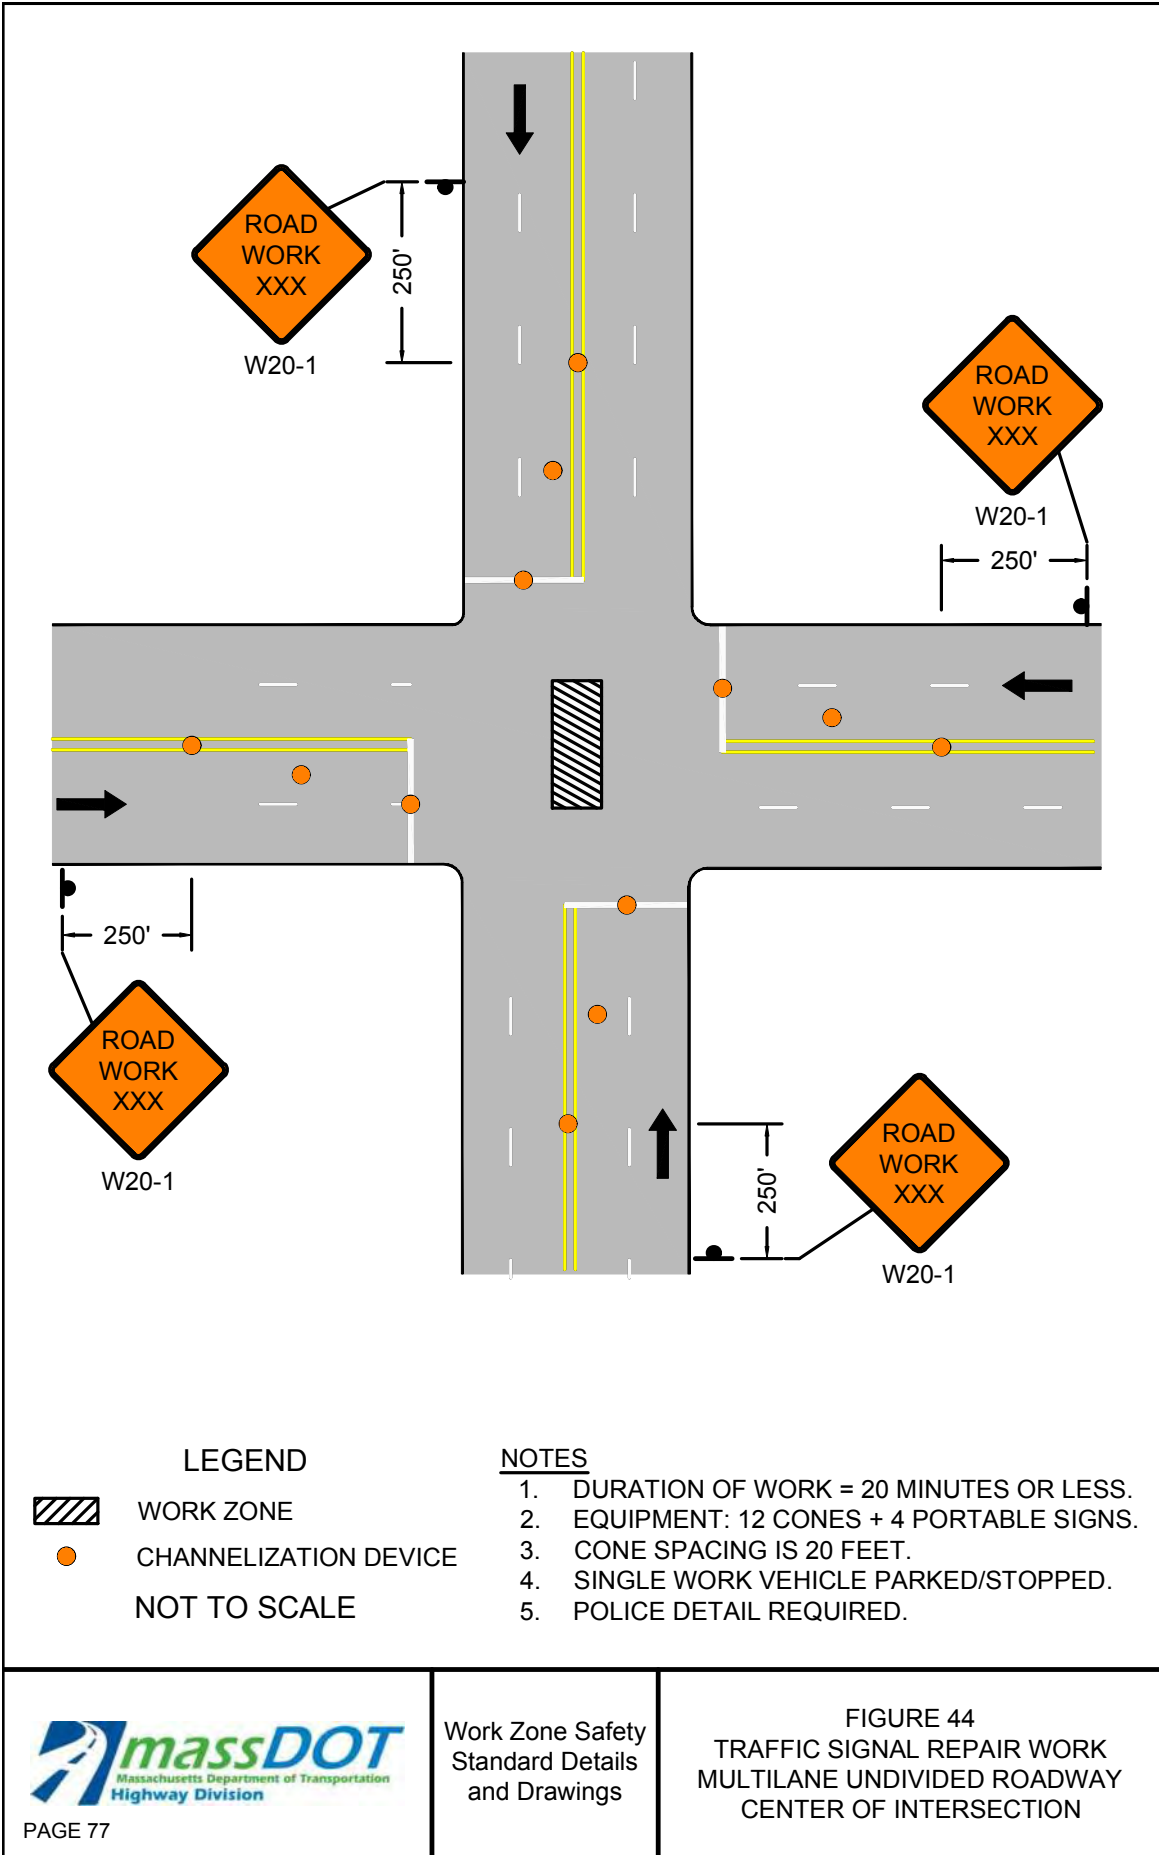 ROAD
WORK
XXX
W20-1
250'
ROAD
WORK
XXX
W20-1
250'
250'
ROAD
WORK
XXX
W20-1
ROAD
WORK
XXX
W20-1
250'
LEGEND
WORK ZONE
CHANNELIZATION DEVICE
NOT TO SCALE
NOTES
1. DURATION OF WORK = 20 MINUTES OR LESS.
2. EQUIPMENT: 12 CONES + 4 PORTABLE SIGNS.
3. CONE SPACING IS 20 FEET.
4. SINGLE WORK VEHICLE PARKED/STOPPED.
5. POLICE DETAIL REQUIRED.
massDOT
Massachusetts Department of Transportation
Highway Division
PAGE 77
Work Zone Safety
Standard Details
and Drawings
FIGURE 44
TRAFFIC SIGNAL REPAIR WORK
MULTILANE UNDIVIDED ROADWAY
CENTER OF INTERSECTION